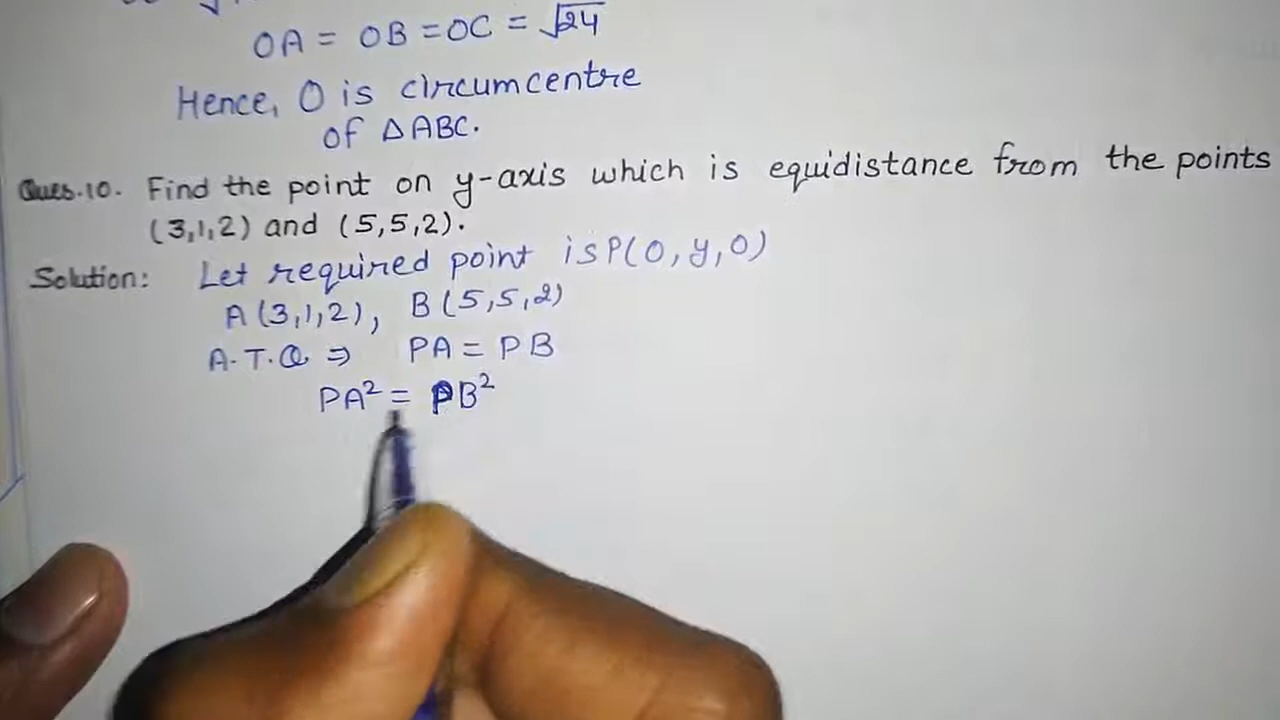 OA = OB = OC = √24
Hence, O is circumcentre
of △ABC.
Ques.10. Find the point on y-axis which is equidistance from the points
(3,1,2) and (5,5,2).
Solution: Let required point is P(0, y, 0)
A(3,1,2), B(5,5,2)
A.T.Q ⇒ PA = PB
PA² = PB²